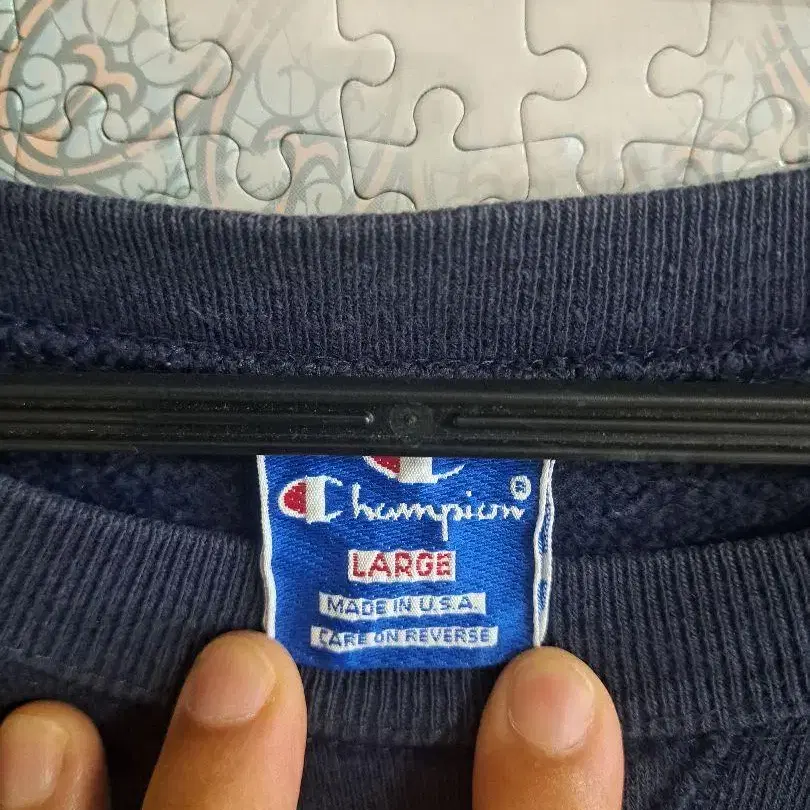 Champion®
LARGE
MADE IN U.S.A.
CARE ON REVERSE